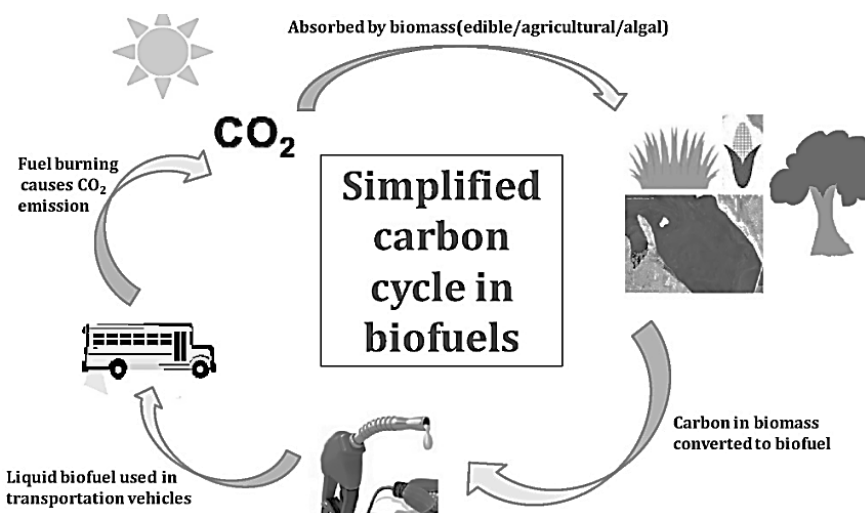 Absorbed by biomass(edible/agricultural/algal)
CO₂
Fuel burning
causes CO₂
emission
Simplified
carbon
cycle in
biofuels
Carbon in biomass
converted to biofuel
Liquid biofuel used in
transportation vehicles